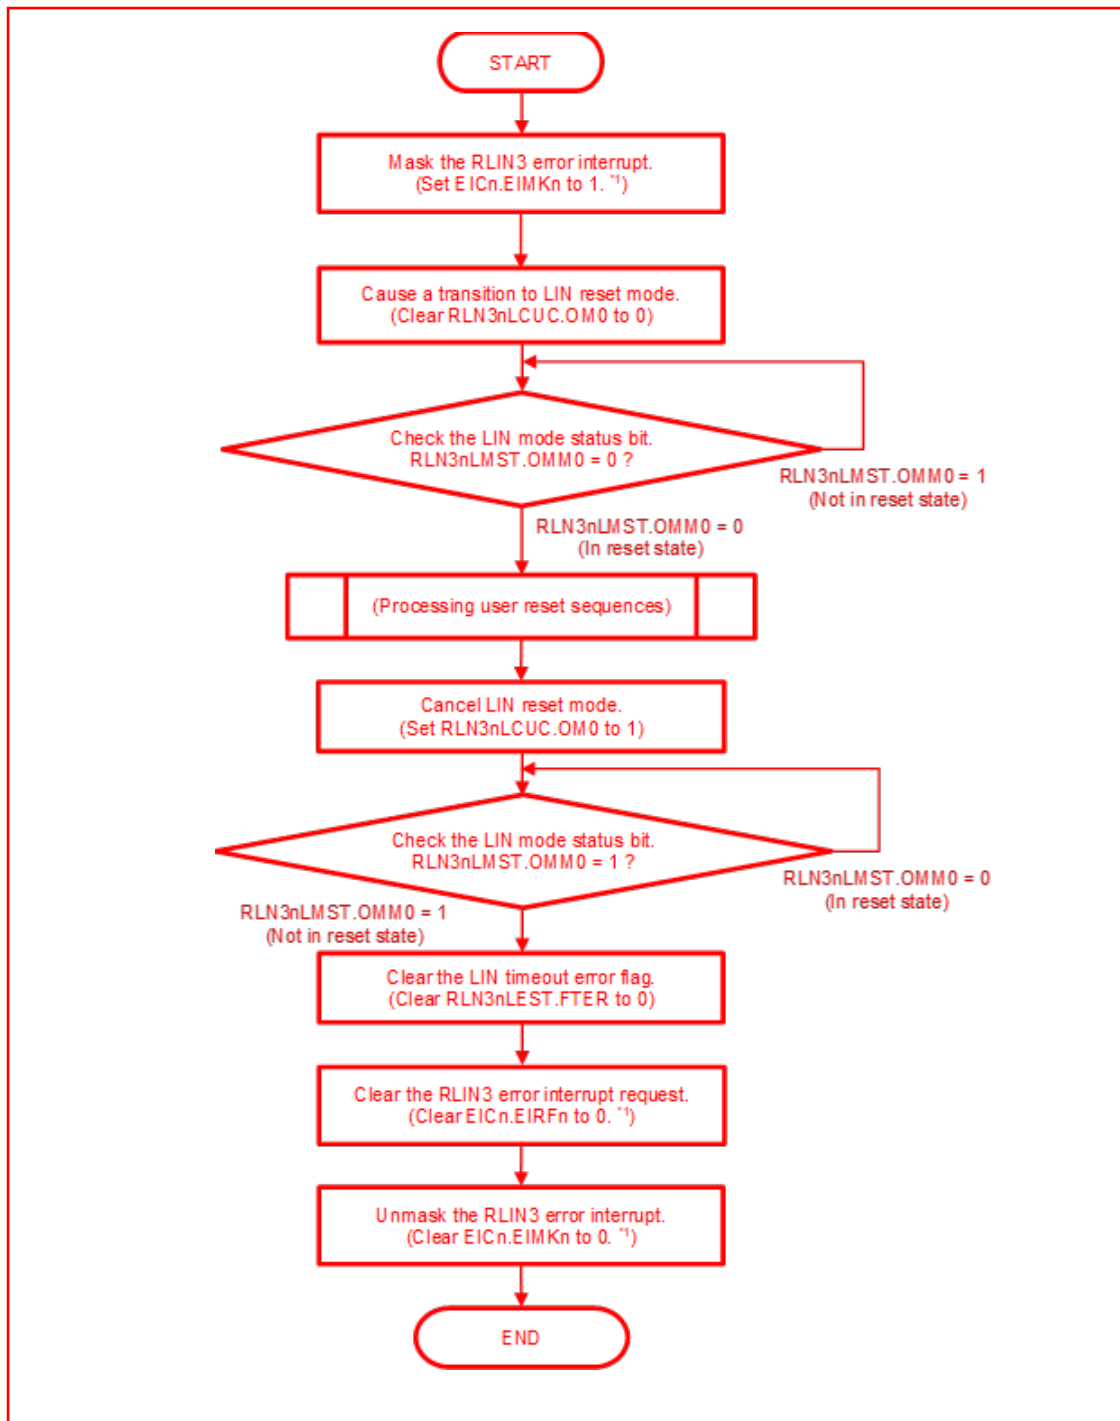 START
Mask the RLIN3 error interrupt.
(Set EICn.EIMKn to 1. *1)
Cause a transition to LIN reset mode.
(Clear RLN3nLCUC.OM0 to 0)
Check the LIN mode status bit.
RLN3nLMST.OMM0 = 0 ?
RLN3nLMST.OMM0 = 1
(Not in reset state)
RLN3nLMST.OMM0 = 0
(In reset state)
(Processing user reset sequences)
Cancel LIN reset mode.
(Set RLN3nLCUC.OM0 to 1)
Check the LIN mode status bit.
RLN3nLMST.OMM0 = 1 ?
RLN3nLMST.OMM0 = 0
(In reset state)
RLN3nLMST.OMM0 = 1
(Not in reset state)
Clear the LIN timeout error flag.
(Clear RLN3nLEST.FTER to 0)
Clear the RLIN3 error interrupt request.
(Clear EICn.EIRFn to 0. *1)
Unmask the RLIN3 error interrupt.
(Clear EICn.EIMKn to 0. *1)
END